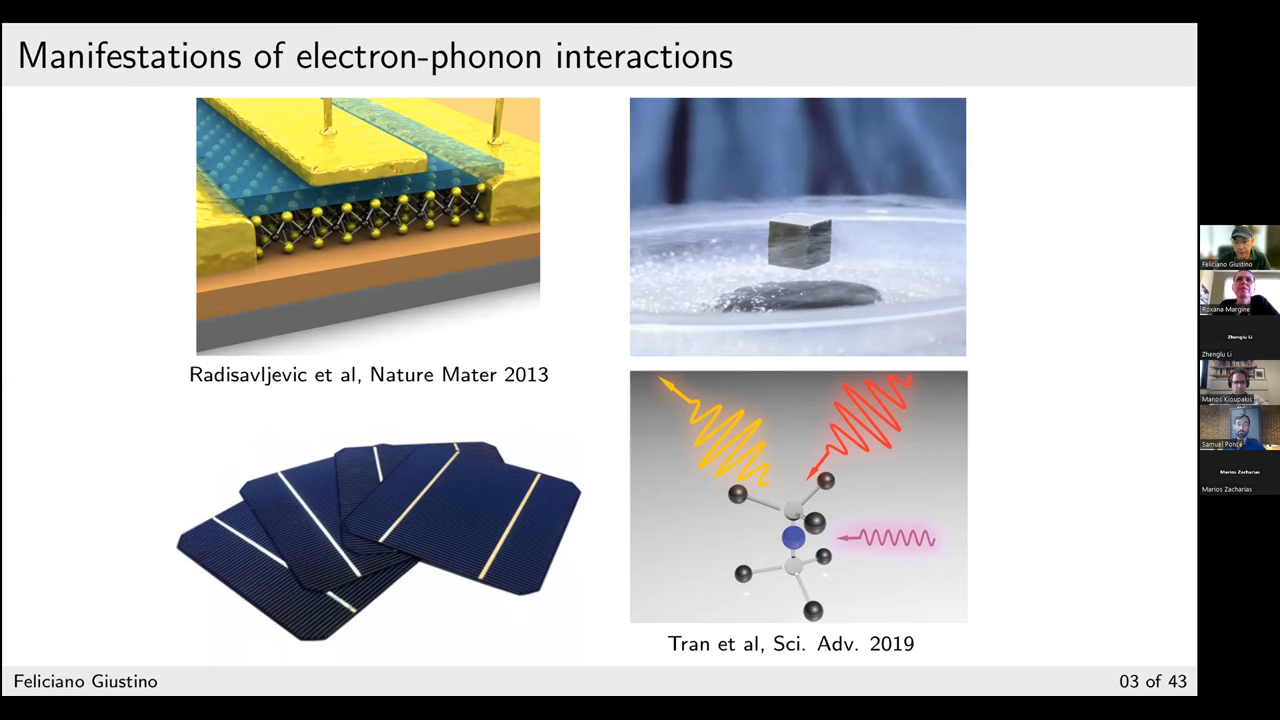 Manifestations of electron-phonon interactions
Radisavljevic et al, Nature Mater 2013
Tran et al, Sci. Adv. 2019
Feliciano Giustino
03 of 43
Feliciano Giustino
Roxana Margine
Zhenglu Li
Zhenglu Li
Manos Kioupakis
Samuel Poncé
Marios Zacharias
Marios Zacharias